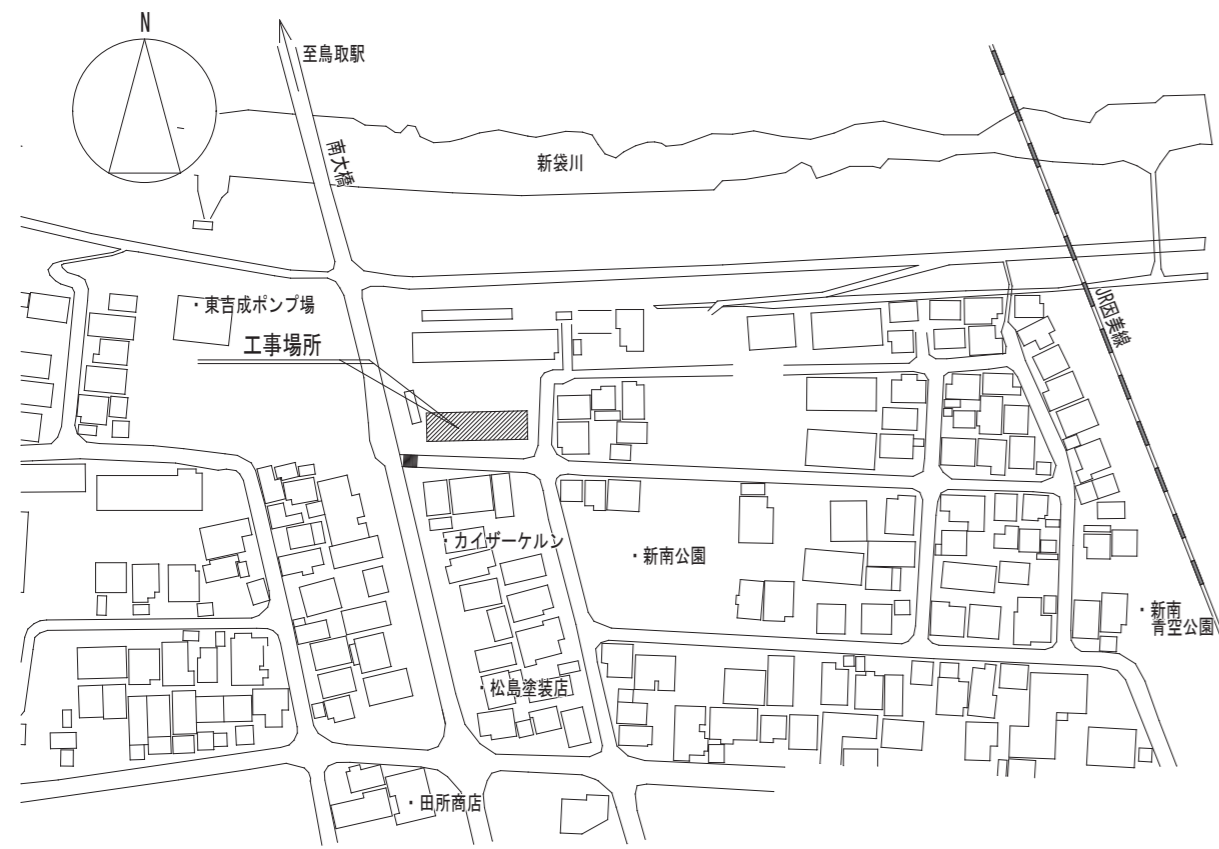 N
至鳥取駅
南大橋
新袋川
・東吉成ポンプ場
工事場所
JR因美線
・カイザーケルン
・新南公園
・新南
青空公園
・松島塗装店
・田所商店